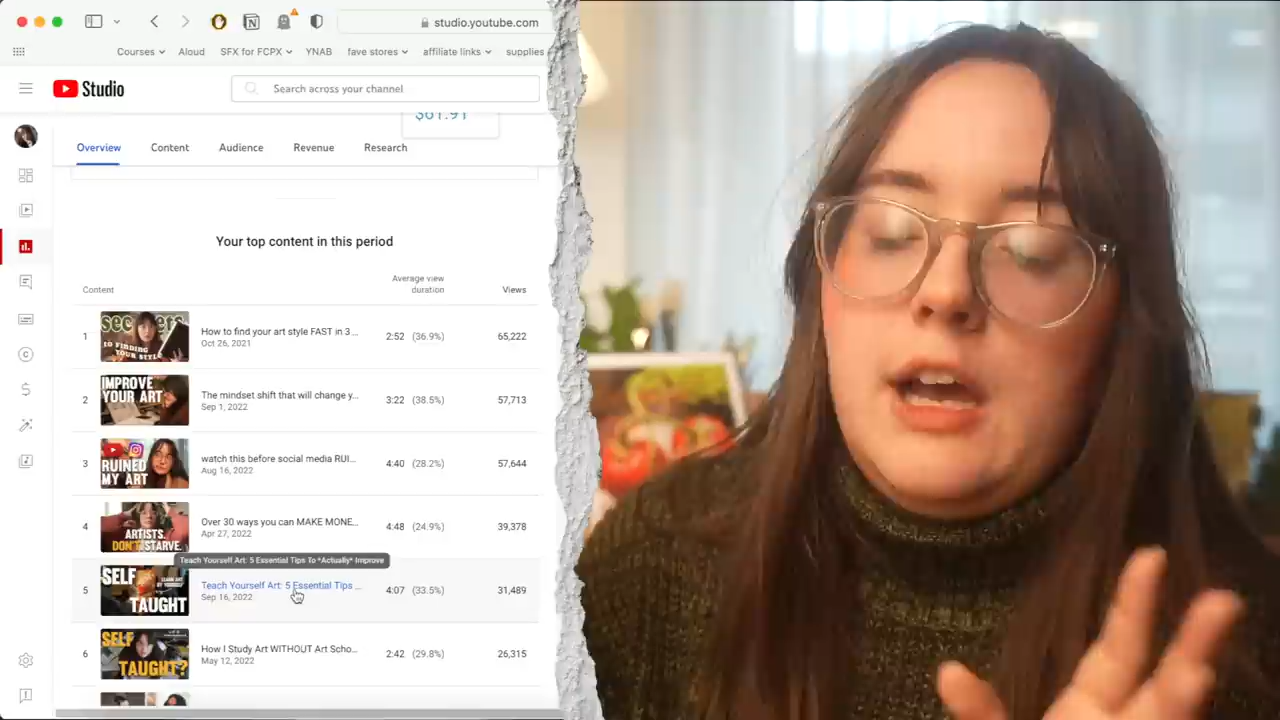 studio.youtube.com
Courses Aloud SFX for FCPX YNAB fave stores affiliate links supplies
Studio
Search across your channel
$61.91
Overview Content Audience Revenue Research
Your top content in this period
Content Average view duration Views
1 How to find your art style FAST in 3 ... 2:52 (36.9%) 65,222
Oct 26, 2021
2 IMPROVE YOUR ART The mindset shift that will change y... 3:22 (38.5%) 57,713
Sep 1, 2022
3 RUINED MY ART watch this before social media RUI... 4:40 (28.2%) 57,644
Aug 16, 2022
4 ARTISTS. DON'T STARVE. Over 30 ways you can MAKE MONE... 4:48 (24.9%) 39,378
Apr 27, 2022
Teach Yourself Art: 5 Essential Tips To *Actually* Improve
5 SELF TAUGHT Teach Yourself Art: 5 Essential Tips ... 4:07 (33.5%) 31,489
Sep 16, 2022
6 SELF TAUGHT? How I Study Art WITHOUT Art Scho... 2:42 (29.8%) 26,315
May 12, 2022